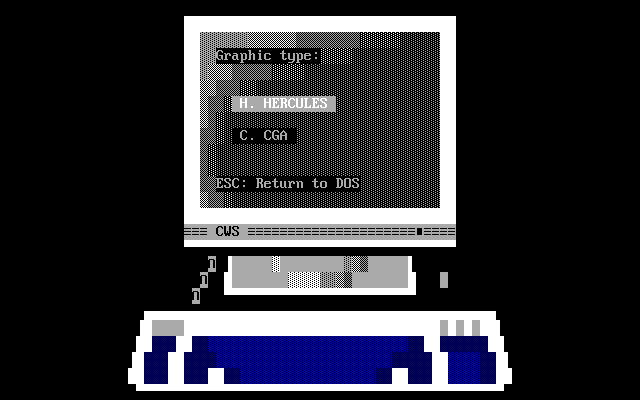 Graphic type:
H. HERCULES
C. CGA
ESC: Return to DOS
CWS